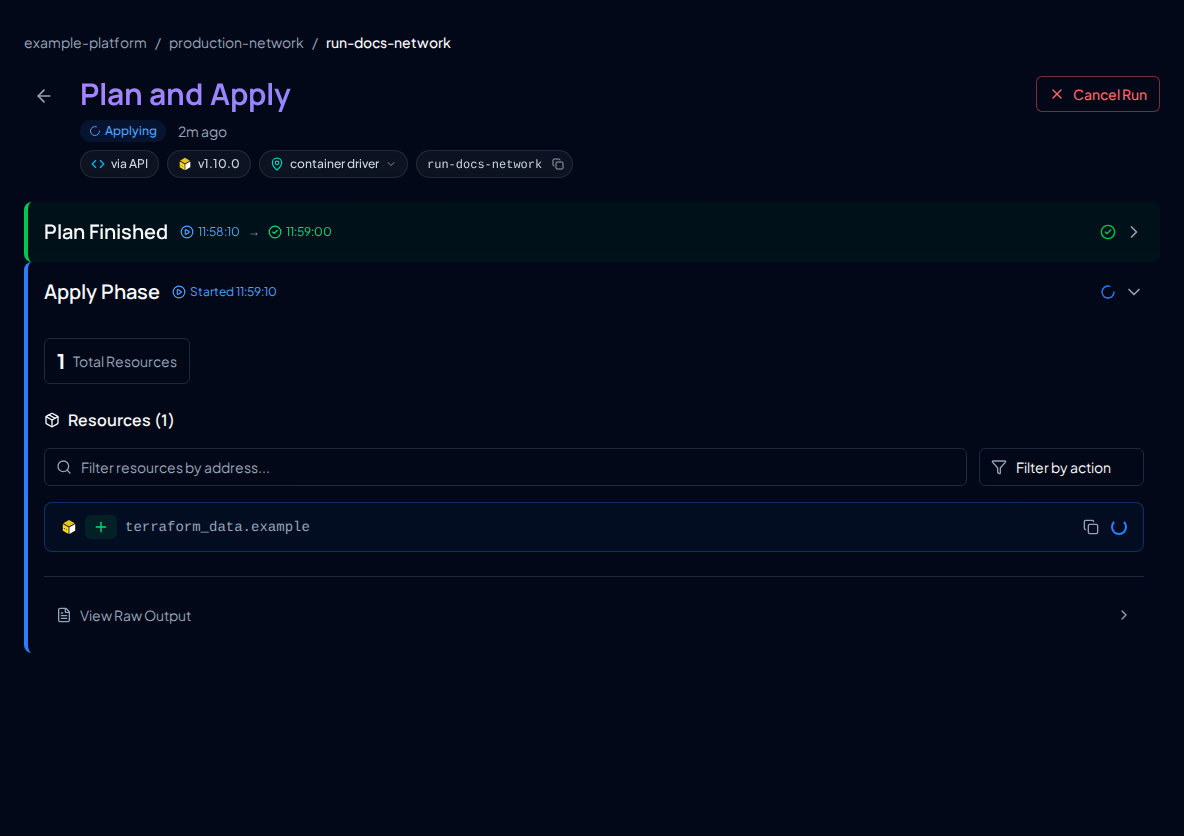 example-platform / production-network / run-docs-network
Plan and Apply
Cancel Run
Applying 2m ago
via API v1.10.0 container driver run-docs-network
Plan Finished 11:58:10 → 11:59:00
Apply Phase Started 11:59:10
1 Total Resources
Resources (1)
Filter resources by address... Filter by action
+ terraform_data.example
View Raw Output